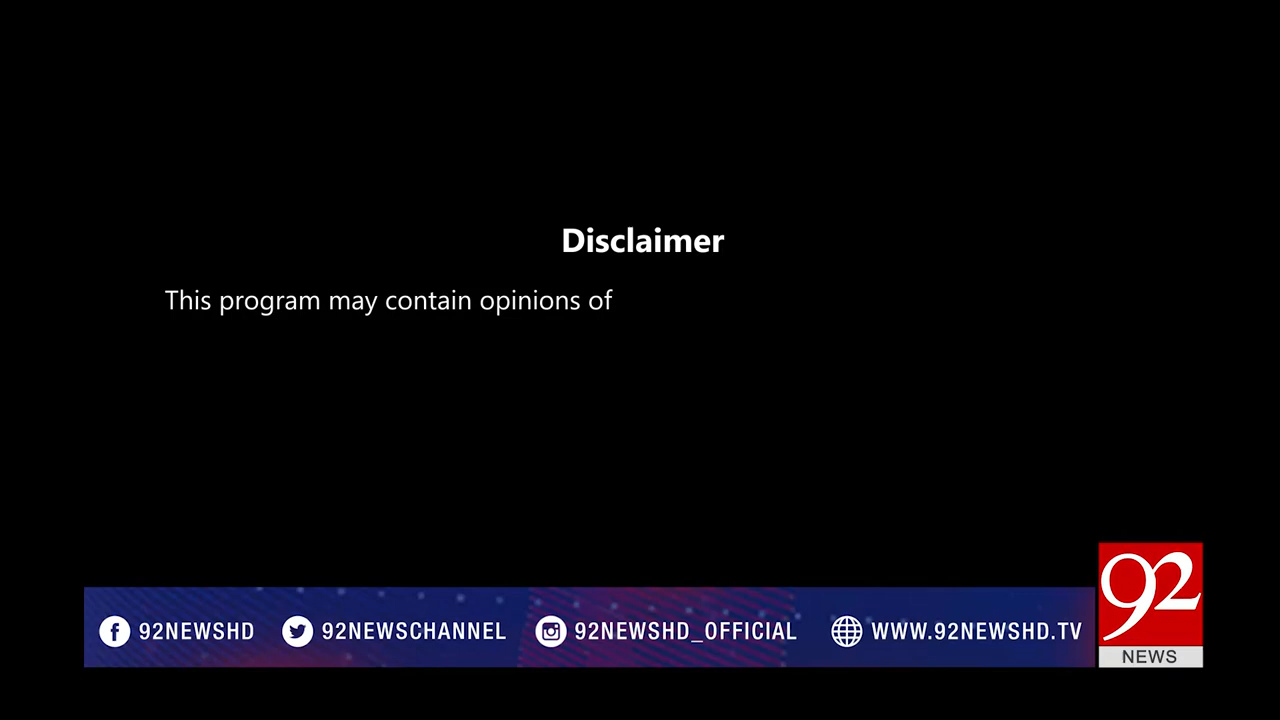 Disclaimer
This program may contain opinions of
92NEWSHD 92NEWSCHANNEL 92NEWSHD_OFFICIAL WWW.92NEWSHD.TV
92
NEWS